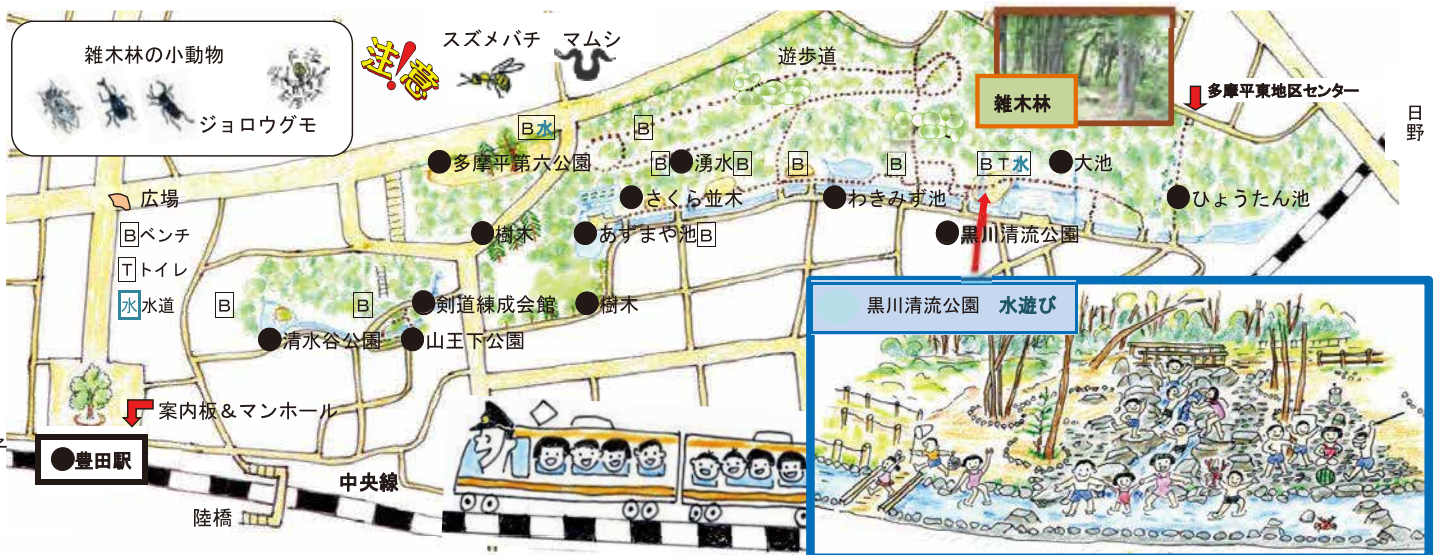 雑木林の小動物
ジョロウグモ
注!意
スズメバチ
マムシ
遊歩道
雑木林
多摩平東地区センター
日野
B水
B
多摩平第六公園
B
湧水
B
B
B
BT水
大池
広場
さくら並木
わきみず池
ひょうたん池
Bベンチ
樹木
あずまや池
B
黒川清流公園
Tトイレ
水水道
B
B
剣道練成会館
樹木
黒川清流公園 水遊び
清水谷公園
山王下公園
案内板&マンホール
豊田駅
中央線
陸橋